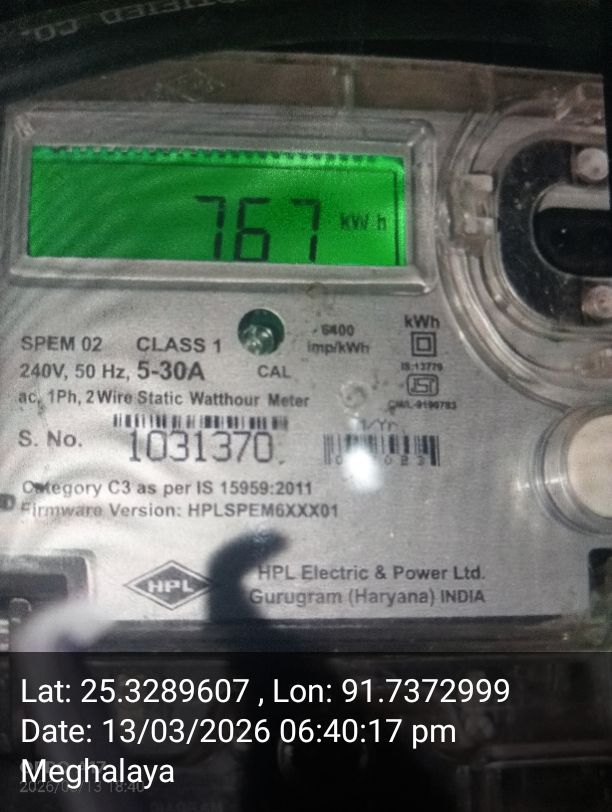 767 kWh
SPEM 02 CLASS 1
6400
imp/kWh
kWh
240V, 50 Hz, 5-30A
CAL
IS:13779
ISI
ac, 1Ph, 2 Wire Static Watthour Meter
S. No. 1031370
Category C3 as per IS 15959:2011
Firmware Version: HPLSPEM6XXX01
HPL
HPL Electric & Power Ltd.
Gurugram (Haryana) INDIA
Lat: 25.3289607 , Lon: 91.7372999
Date: 13/03/2026 06:40:17 pm
Meghalaya